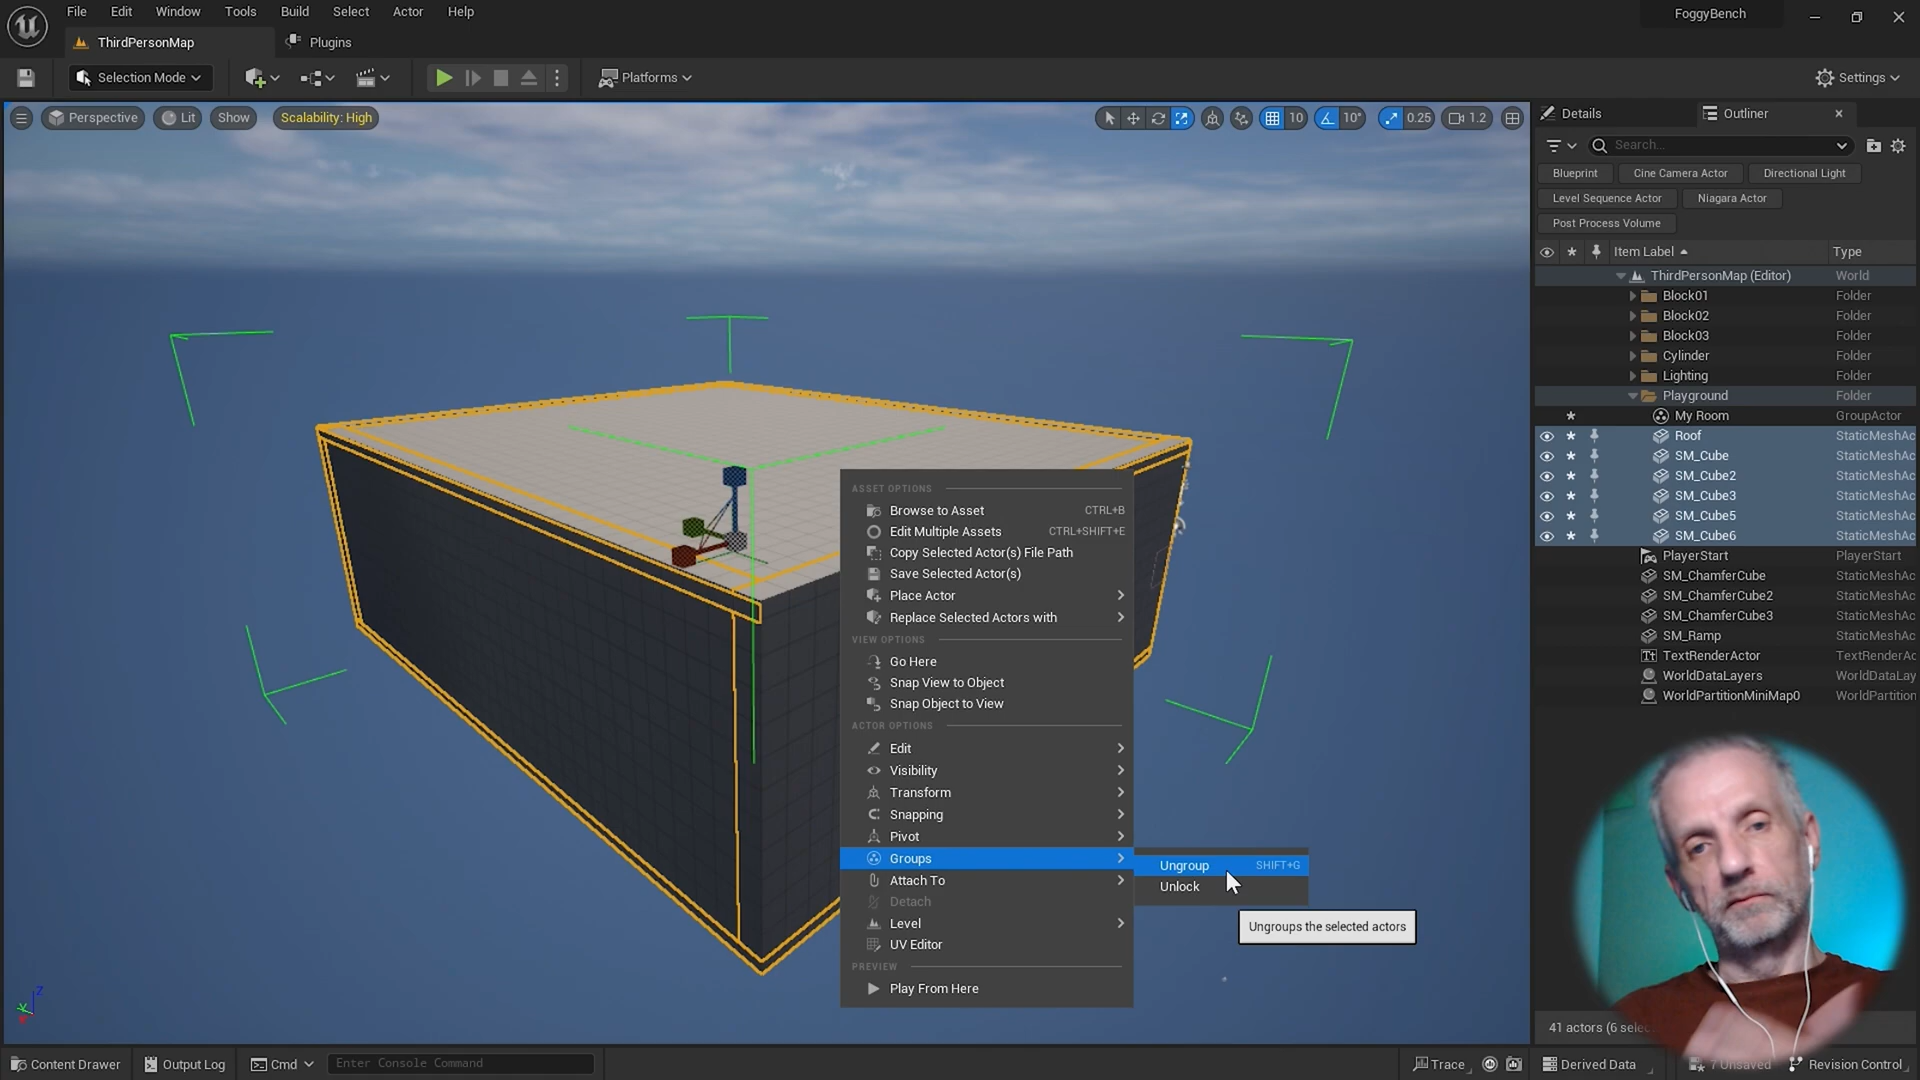 File Edit Window Tools Build Select Actor Help
FoggyBench
ThirdPersonMap
Plugins
Selection Mode
Platforms
Settings
Perspective
Lit
Show
Scalability: High
10
10°
0.25
1.2
Details
Outliner
Search...
Blueprint
Cine Camera Actor
Directional Light
Level Sequence Actor
Niagara Actor
Post Process Volume
Item Label
Type
ThirdPersonMap (Editor) World
Block01 Folder
Block02 Folder
Block03 Folder
Cylinder Folder
Lighting Folder
Playground Folder
My Room GroupActor
Roof StaticMeshAc
SM_Cube StaticMeshAc
SM_Cube2 StaticMeshAc
SM_Cube3 StaticMeshAc
SM_Cube5 StaticMeshAc
SM_Cube6 StaticMeshAc
PlayerStart PlayerStart
SM_ChamferCube StaticMeshAc
SM_ChamferCube2 StaticMeshAc
SM_ChamferCube3 StaticMeshAc
SM_Ramp StaticMeshAc
TextRenderActor TextRenderAc
WorldDataLayers WorldDataLay
WorldPartitionMiniMap0 WorldPartition
41 actors (6 selec
ASSET OPTIONS
Browse to Asset CTRL+B
Edit Multiple Assets CTRL+SHIFT+E
Copy Selected Actor(s) File Path
Save Selected Actor(s)
Place Actor
Replace Selected Actors with
VIEW OPTIONS
Go Here
Snap View to Object
Snap Object to View
ACTOR OPTIONS
Edit
Visibility
Transform
Snapping
Pivot
Groups
Attach To
Detach
Level
UV Editor
PREVIEW
Play From Here
Ungroup SHIFT+G
Unlock
Ungroups the selected actors
Z
Y
Content Drawer
Output Log
Cmd
Enter Console Command
Trace
Derived Data
7 Unsaved
Revision Control